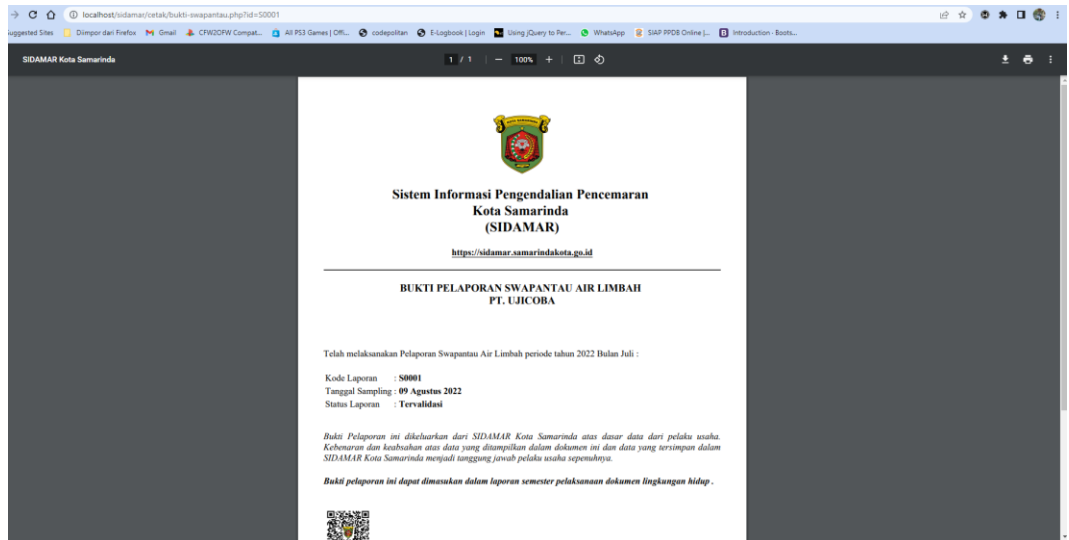 localhost/sidamar/cetak/bukti-swapantau.php?id=S0001
uggested Sites Diimpor dari Firefox Gmail CFW2OFW Compat... All PS3 Games | Offi... codepolitan E-Logbook | Login Using jQuery to Per... WhatsApp SIAP PPDB Online |... Introduction · Boots...
SIDAMAR Kota Samarinda 1 / 1 100%
KOTA SAMARINDA
Sistem Informasi Pengendalian Pencemaran
Kota Samarinda
(SIDAMAR)
https://sidamar.samarindakota.go.id
BUKTI PELAPORAN SWAPANTAU AIR LIMBAH
PT. UJICOBA
Telah melaksanakan Pelaporan Swapantau Air Limbah periode tahun 2022 Bulan Juli :
Kode Laporan : S0001
Tanggal Sampling : 09 Agustus 2022
Status Laporan : Tervalidasi
Bukti Pelaporan ini dikeluarkan dari SIDAMAR Kota Samarinda atas dasar data dari pelaku usaha.
Kebenaran dan keabsahan atas data yang ditampilkan dalam dokumen ini dan data yang tersimpan dalam
SIDAMAR Kota Samarinda menjadi tanggung jawab pelaku usaha sepenuhnya.
Bukti pelaporan ini dapat dimasukan dalam laporan semester pelaksanaan dokumen lingkungan hidup .